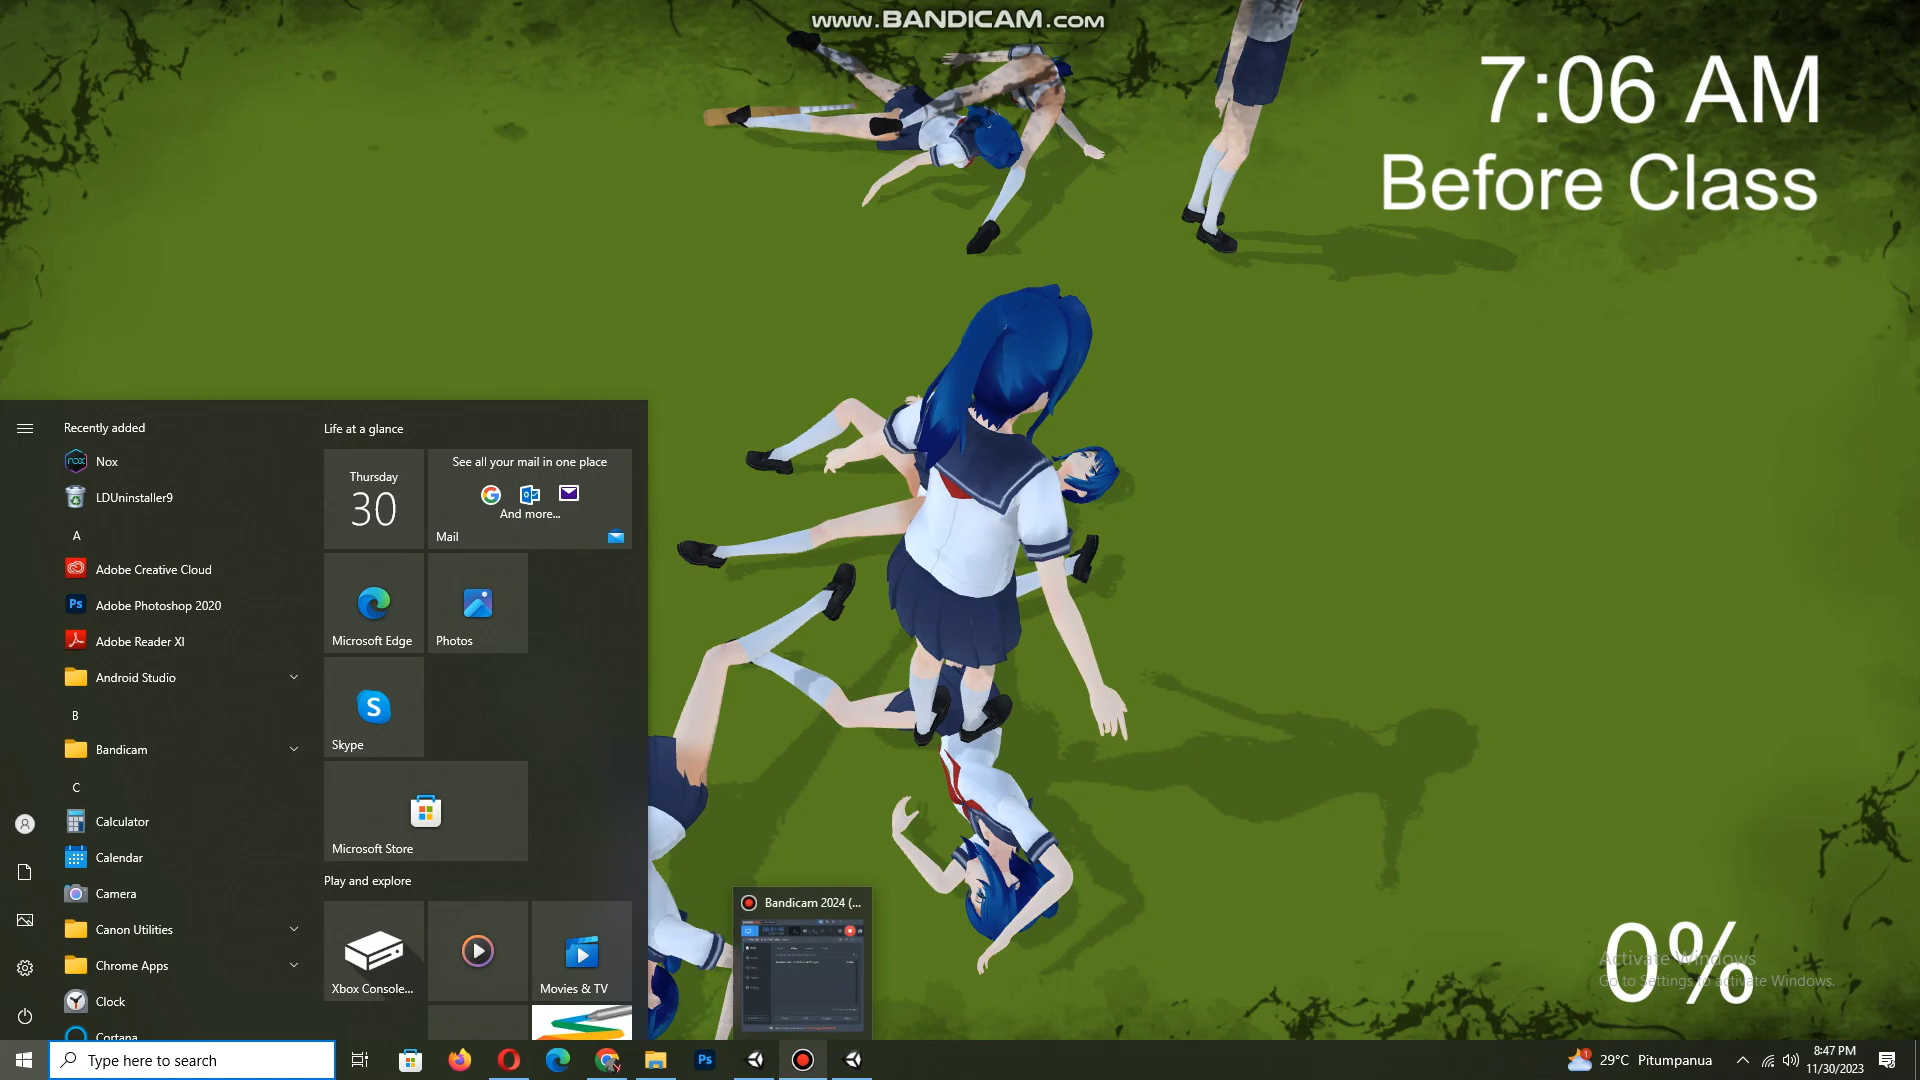 www.BANDICAM.com
7:06 AM
Before Class
Recently added
Nox
LDUninstaller9
A
Adobe Creative Cloud
Adobe Photoshop 2020
Adobe Reader XI
Android Studio
B
Bandicam
C
Calculator
Calendar
Camera
Canon Utilities
Chrome Apps
Clock
Cortana
Life at a glance
Thursday
30
See all your mail in one place
And more...
Mail
Microsoft Edge
Photos
Skype
Microsoft Store
Play and explore
Xbox Console...
Movies & TV
Bandicam 2024 (...
0%
Activate Windows
Go to Settings to activate Windows.
Type here to search
Ps
29°C Pitumpanua
8:47 PM
11/30/2023